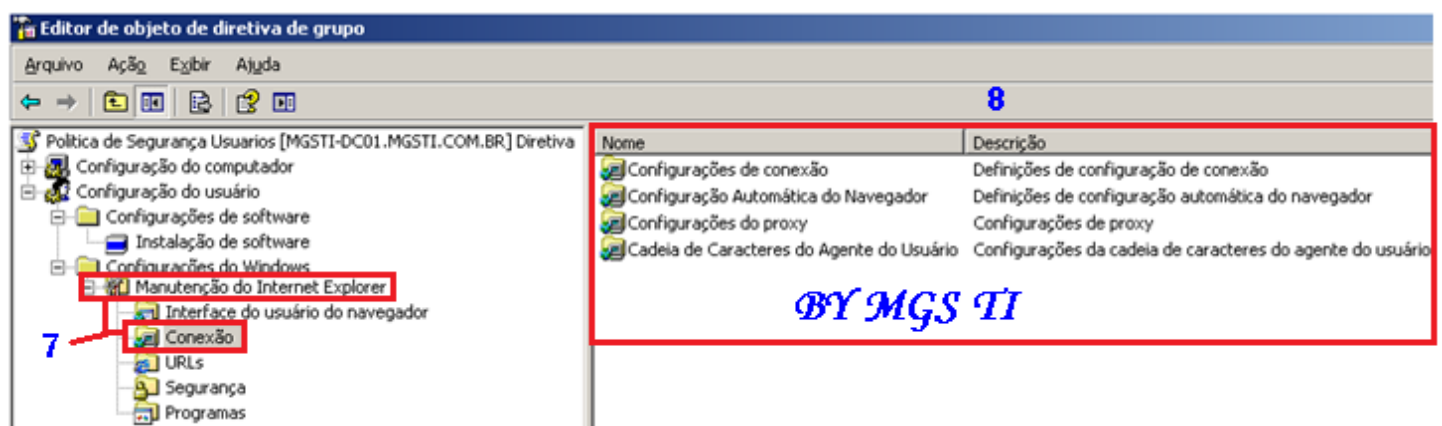 Editor de objeto de diretiva de grupo
Arquivo Ação Exibir Ajuda
8
Política de Segurança Usuarios [MGSTI-DC01.MGSTI.COM.BR] Diretiva
Configuração do computador
Configuração do usuário
Configurações de software
Instalação de software
Configurações do Windows
Manutenção do Internet Explorer
Interface do usuário do navegador
7
Conexão
URLs
Segurança
Programas
Nome Descrição
Configurações de conexão Definições de configuração de conexão
Configuração Automática do Navegador Definições de configuração automática do navegador
Configurações do proxy Configurações de proxy
Cadeia de Caracteres do Agente do Usuário Configurações da cadeia de caracteres do agente do usuário
BY MGS TI